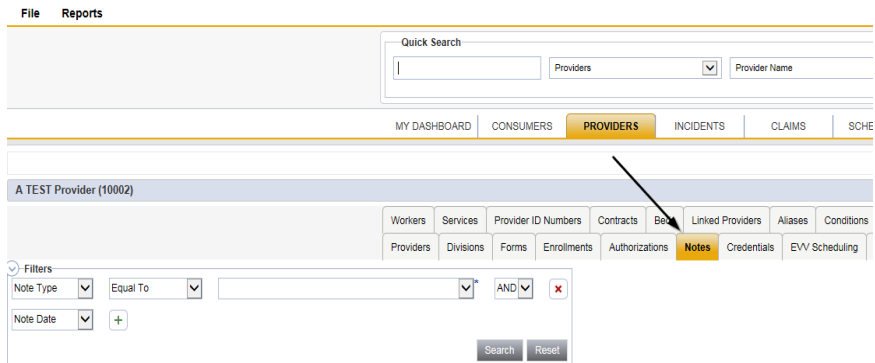 File Reports
Quick Search
Providers Provider Name
MY DASHBOARD CONSUMERS PROVIDERS INCIDENTS CLAIMS SCHE
A TEST Provider (10002)
Workers Services Provider ID Numbers Contracts Linked Providers Aliases Conditions
Providers Divisions Forms Enrollments Authorizations Notes Credentials EVV Scheduling
Filters
Note Type Equal To * AND
Note Date
Search Reset